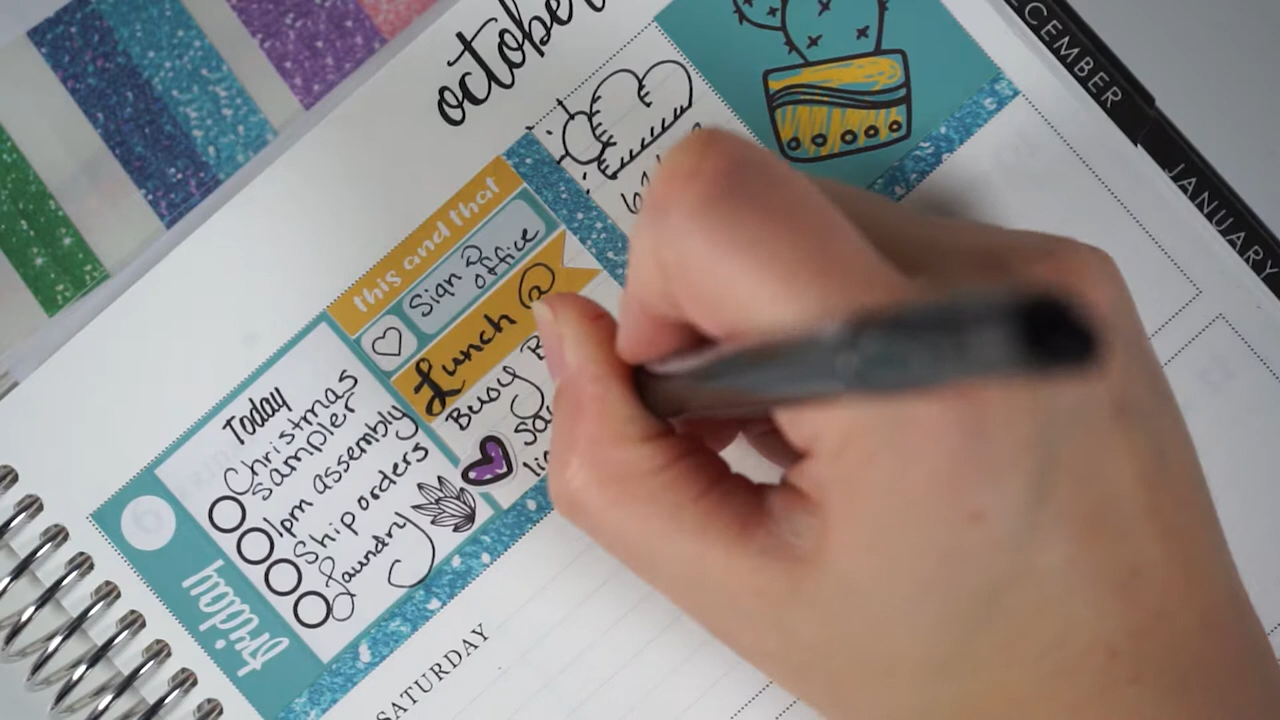 october
DECEMBER
JANUARY
this and that
Sign @
office
Lunch @
Busy
Today
Christmas
sampler
1pm assembly
Ship orders
Laundry
6
friday
SATURDAY